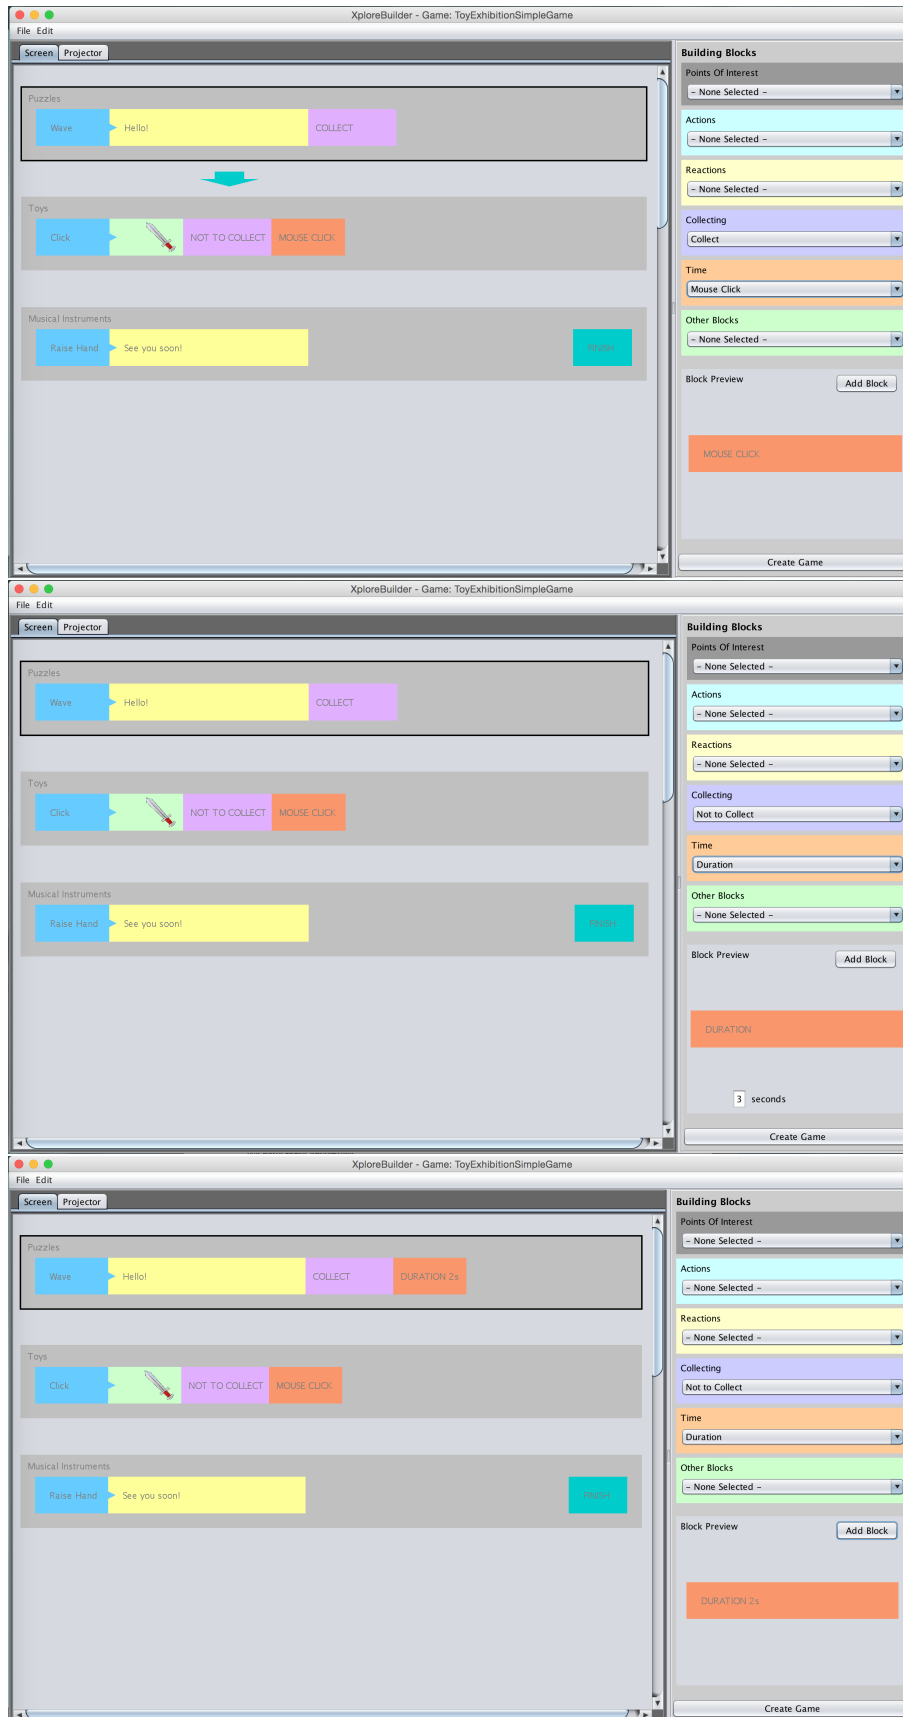 XploreBuilder - Game: ToyExhibitionSimpleGame
File Edit
Screen Projector
Puzzles
Wave Hello! COLLECT
Toys
Click NOT TO COLLECT MOUSE CLICK
Musical Instruments
Raise Hand See you soon! FINISH
Building Blocks
Points Of Interest
- None Selected -
Actions
- None Selected -
Reactions
- None Selected -
Collecting
Collect
Time
Mouse Click
Other Blocks
- None Selected -
Block Preview Add Block
MOUSE CLICK
Create Game
XploreBuilder - Game: ToyExhibitionSimpleGame
File Edit
Screen Projector
Puzzles
Wave Hello! COLLECT
Toys
Click NOT TO COLLECT MOUSE CLICK
Musical Instruments
Raise Hand See you soon! FINISH
Building Blocks
Points Of Interest
- None Selected -
Actions
- None Selected -
Reactions
- None Selected -
Collecting
Not to Collect
Time
Duration
Other Blocks
- None Selected -
Block Preview Add Block
DURATION
3 seconds
Create Game
XploreBuilder - Game: ToyExhibitionSimpleGame
File Edit
Screen Projector
Puzzles
Wave Hello! COLLECT DURATION 2s
Toys
Click NOT TO COLLECT MOUSE CLICK
Musical Instruments
Raise Hand See you soon! FINISH
Building Blocks
Points Of Interest
- None Selected -
Actions
- None Selected -
Reactions
- None Selected -
Collecting
Not to Collect
Time
Duration
Other Blocks
- None Selected -
Block Preview Add Block
DURATION 2s
Create Game